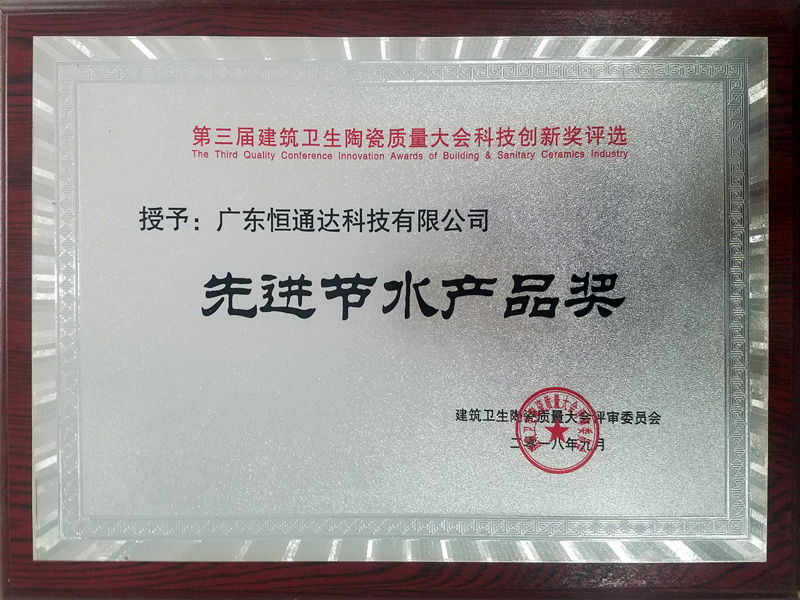 第三届建筑卫生陶瓷质量大会科技创新奖评选
The Third Quality Conference Innovation Awards of Building & Sanitary Ceramics Industry
授予：广东恒通达科技有限公司
先进节水产品奖
建筑卫生陶瓷质量大会评审委员会
二零一八年九月